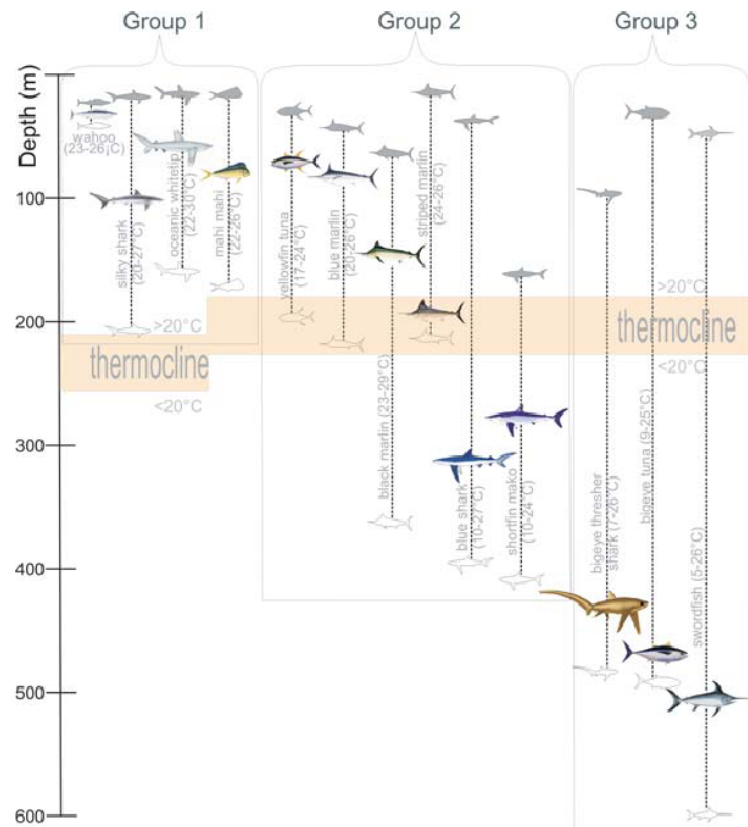 Group 1
Group 2
Group 3
Depth (m)
100
200
300
400
500
600
wahoo
(23-26¡C)
silky shark
(20-27°C)
oceanic whitetip
(22-30°C)
mahi mahi
(22-26°C)
>20°C
thermocline
<20°C
yellowfin tuna
(17-24°C)
blue marlin
(20-26°C)
black marlin (23-29°C)
striped marlin
(24-26°C)
blue shark
(10-27°C)
shortfin mako
(10-24°C)
>20°C
thermocline
<20°C
bigeye thresher
shark (7-26°C)
bigeye tuna (9-25°C)
swordfish (5-26°C)